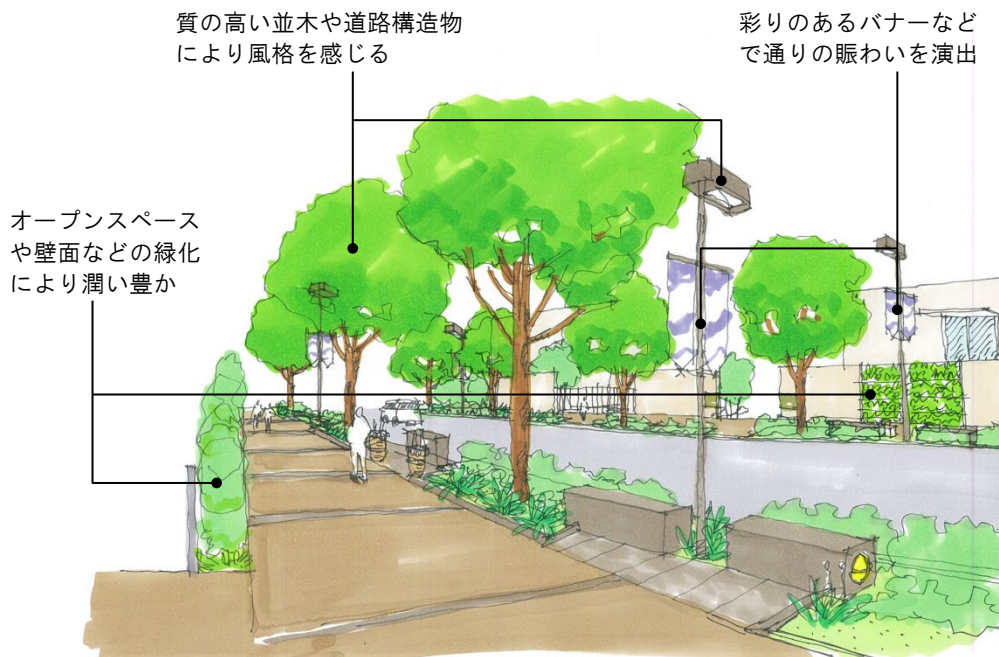 質の高い並木や道路構造物
により風格を感じる
彩りのあるバナーなど
で通りの賑わいを演出
オープンスペース
や壁面などの緑化
により潤い豊か